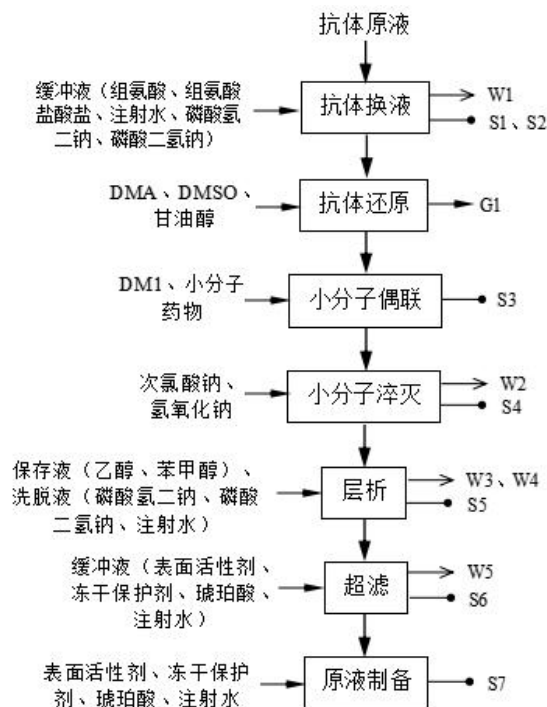 抗体原液
缓冲液（组氨酸、组氨酸
盐酸盐、注射水、磷酸氢
二钠、磷酸二氢钠）
抗体换液
W1
S1、S2
DMA、DMSO、
甘油醇
抗体还原
G1
DM1、小分子
药物
小分子偶联
S3
次氯酸钠、
氢氧化钠
小分子淬灭
W2
S4
保存液（乙醇、苯甲醇）、
洗脱液（磷酸氢二钠、磷酸
二氢钠、注射水）
层析
W3、W4
S5
缓冲液（表面活性剂、
冻干保护剂、琥珀酸、
注射水）
超滤
W5
S6
表面活性剂、冻干保护
剂、琥珀酸、注射水
原液制备
S7